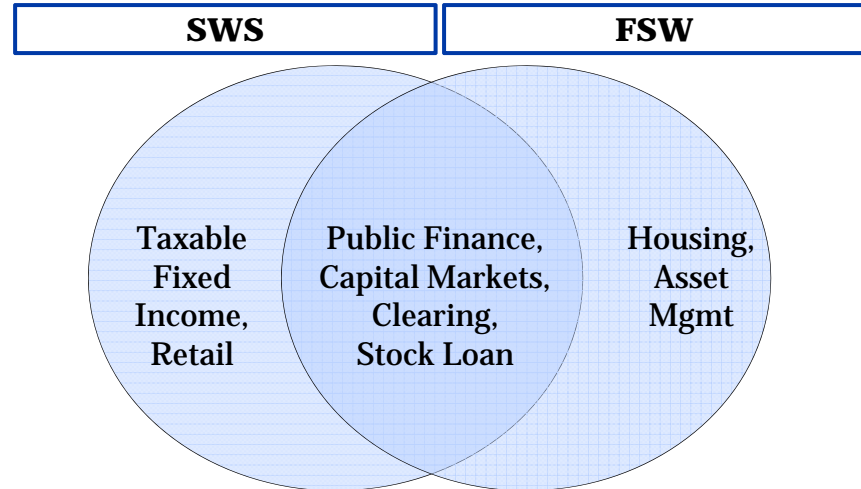 SWS
FSW
Taxable
Fixed
Income,
Retail
Public Finance,
Capital Markets,
Clearing,
Stock Loan
Housing,
Asset
Mgmt